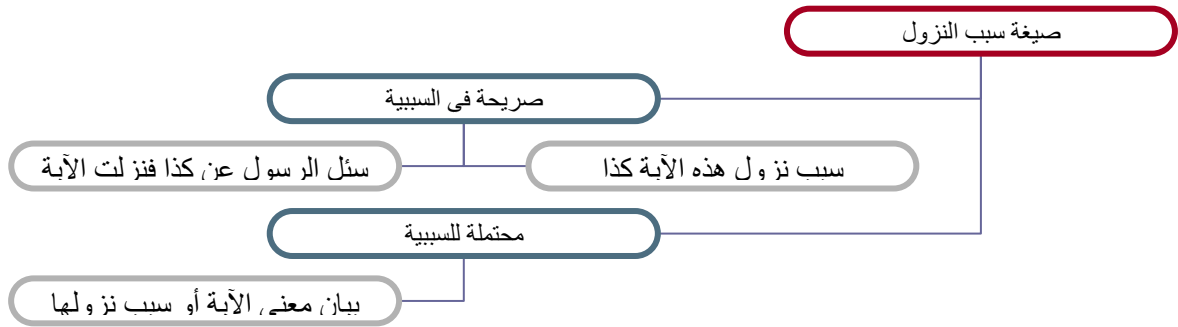 صيغة سبب النزول
صريحة فى السببية
سبب نزول هذه الآية كذا
سئل الرسول عن كذا فنزلت الآية
محتملة للسببية
بيان معنى الآية أو سبب نزولها